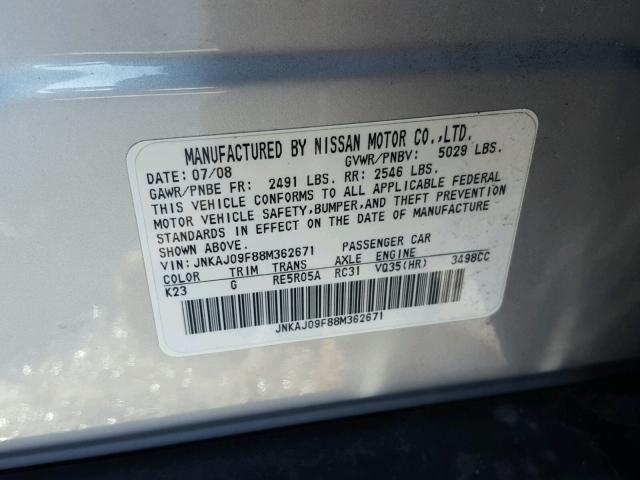 MANUFACTURED BY NISSAN MOTOR CO.,LTD.
DATE: 07/08 GVWR/PNBV: 5029 LBS.
GAWR/PNBE FR: 2491 LBS. RR: 2546 LBS.
THIS VEHICLE CONFORMS TO ALL APPLICABLE FEDERAL
MOTOR VEHICLE SAFETY,BUMPER,AND THEFT PREVENTION
STANDARDS IN EFFECT ON THE DATE OF MANUFACTURE
SHOWN ABOVE.
VIN: JNKAJ09F88M362671 PASSENGER CAR
COLOR TRIM TRANS AXLE ENGINE
K23 G RE5R05A RC31 VQ35(HR) 3498CC
JNKAJ09F88M362671